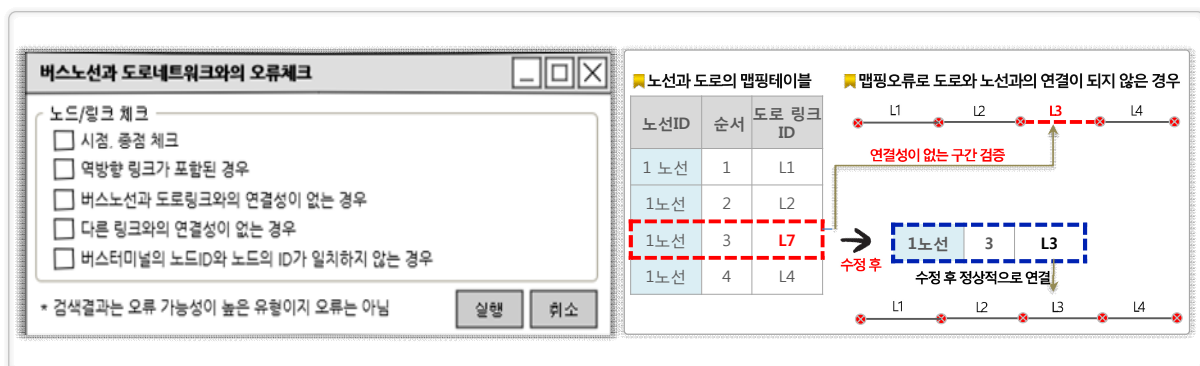 버스노선과 도로네트워크와의 오류체크
노드/링크 체크
시점, 종점 체크
역방향 링크가 포함된 경우
버스노선과 도로링크와의 연결성이 없는 경우
다른 링크와의 연결성이 없는 경우
버스터미널의 노드ID와 노드의 ID가 일치하지 않는 경우
* 검색결과는 오류 가능성이 높은 유형이지 오류는 아님
실행 취소
노선과 도로의 맵핑테이블
노선ID 순서 도로 링크
ID
1 노선 1 L1
1노선 2 L2
1노선 3 L7
1노선 4 L4
맵핑오류로 도로와 노선과의 연결이 되지 않은 경우
L1 L2 L3 L4
연결성이 없는 구간 검증
수정 후
1노선 3 L3
수정 후 정상적으로 연결
L1 L2 L3 L4